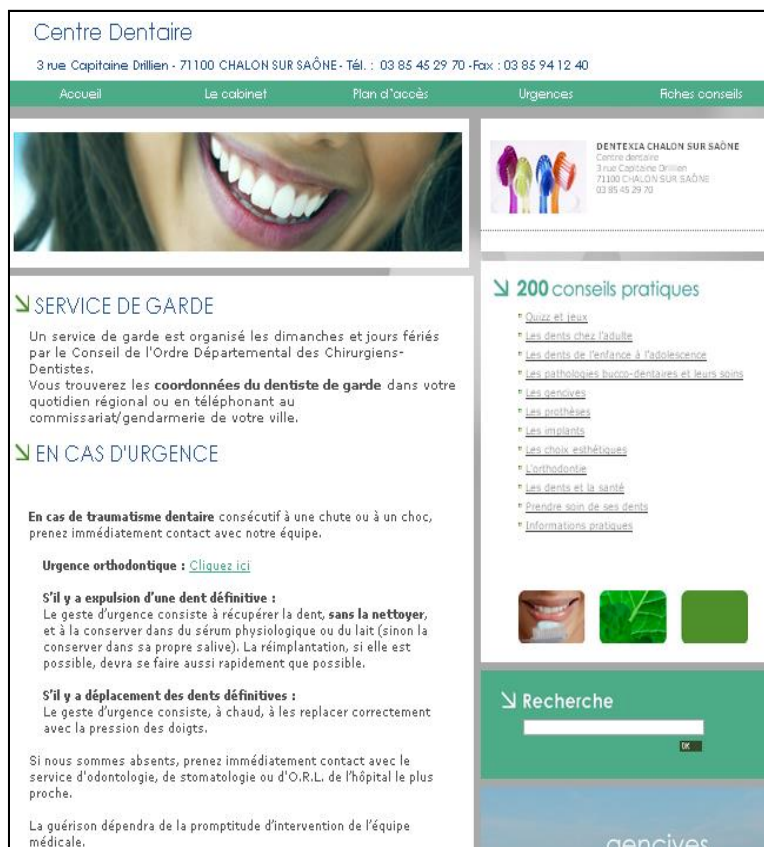 Centre Dentaire
3 rue Capitaine Drillien - 71100 CHALON SUR SAÔNE - Tél. : 03 85 45 29 70 -Fax : 03 85 94 12 40
Accueil Le cabinet Plan d'accès Urgences Fiches conseils
DENTEXIA CHALON SUR SAÔNE
Centre dentaire
3 rue Capitaine Drillien
71100 CHALON SUR SAÔNE
03 85 45 29 70
SERVICE DE GARDE
Un service de garde est organisé les dimanches et jours fériés
par le Conseil de l'Ordre Départemental des Chirurgiens-
Dentistes.
Vous trouverez les coordonnées du dentiste de garde dans votre
quotidien régional ou en téléphonant au
commissariat/gendarmerie de votre ville.
EN CAS D'URGENCE
En cas de traumatisme dentaire consécutif à une chute ou à un choc,
prenez immédiatement contact avec notre équipe.
Urgence orthodontique : Cliquez ici
S'il y a expulsion d'une dent définitive :
Le geste d'urgence consiste à récupérer la dent, sans la nettoyer,
et à la conserver dans du sérum physiologique ou du lait (sinon la
conserver dans sa propre salive). La réimplantation, si elle est
possible, devra se faire aussi rapidement que possible.
S'il y a déplacement des dents définitives :
Le geste d'urgence consiste, à chaud, à les replacer correctement
avec la pression des doigts.
Si nous sommes absents, prenez immédiatement contact avec le
service d'odontologie, de stomatologie ou d'O.R.L. de l'hôpital le plus
proche.
La guérison dépendra de la promptitude d'intervention de l'équipe
médicale.
200 conseils pratiques
Quizz et jeux
Les dents chez l'adulte
Les dents de l'enfance à l'adolescence
Les pathologies bucco-dentaires et leurs soins
Les gencives
Les prothèses
Les implants
Les choix esthétiques
L'orthodontie
Les dents et la santé
Prendre soin de ses dents
Informations pratiques
Recherche
OK
gencives